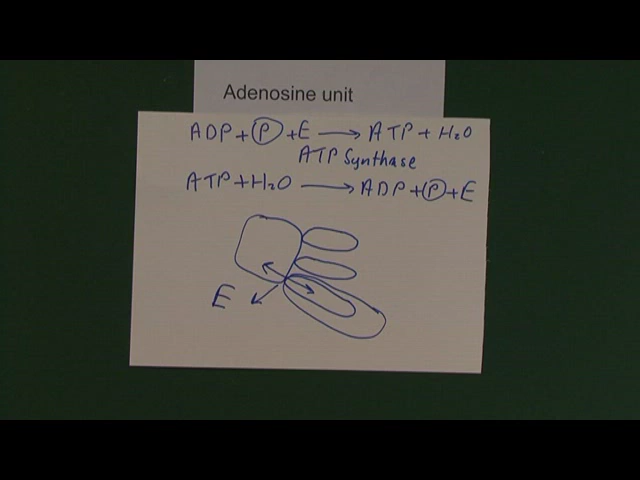 Adenosine unit
ADP + P + E → ATP + H₂O
ATP Synthase
ATP + H₂O → ADP + P + E
E